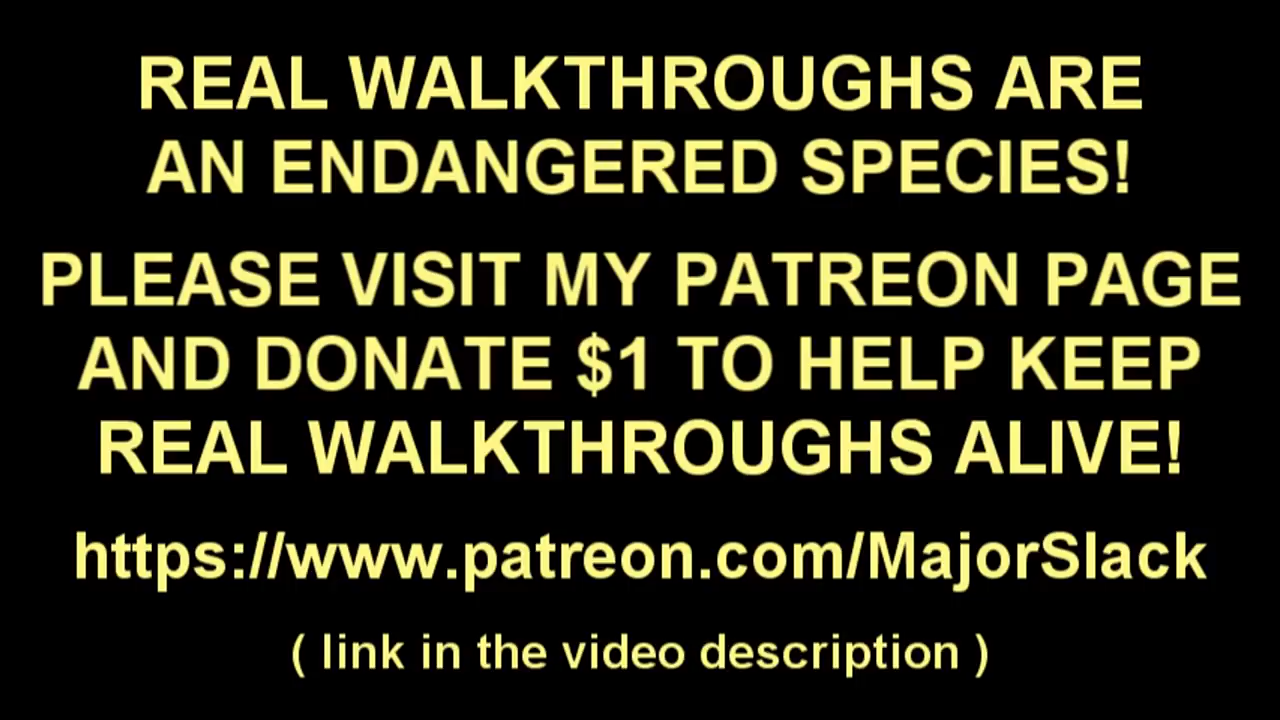 REAL WALKTHROUGHS ARE
AN ENDANGERED SPECIES!
PLEASE VISIT MY PATREON PAGE
AND DONATE $1 TO HELP KEEP
REAL WALKTHROUGHS ALIVE!
https://www.patreon.com/MajorSlack
( link in the video description )